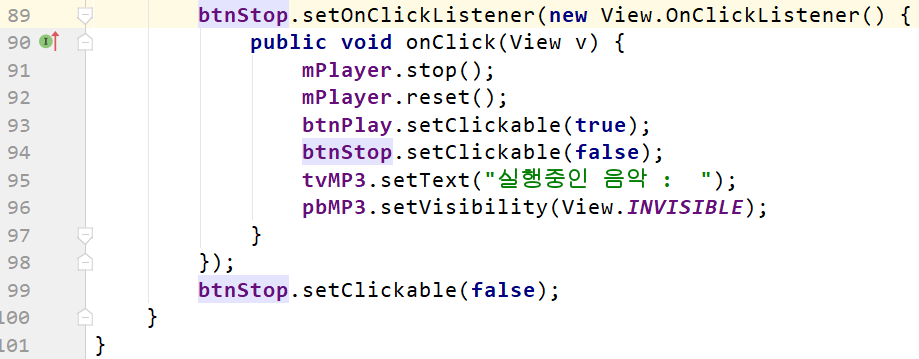 89 btnStop.setOnClickListener(new View.OnClickListener() {
90 public void onClick(View v) {
91 mPlayer.stop();
92 mPlayer.reset();
93 btnPlay.setClickable(true);
94 btnStop.setClickable(false);
95 tvMP3.setText("실행중인 음악 :  ");
96 pbMP3.setVisibility(View.INVISIBLE);
97 }
98 });
99 btnStop.setClickable(false);
100 }
101 }